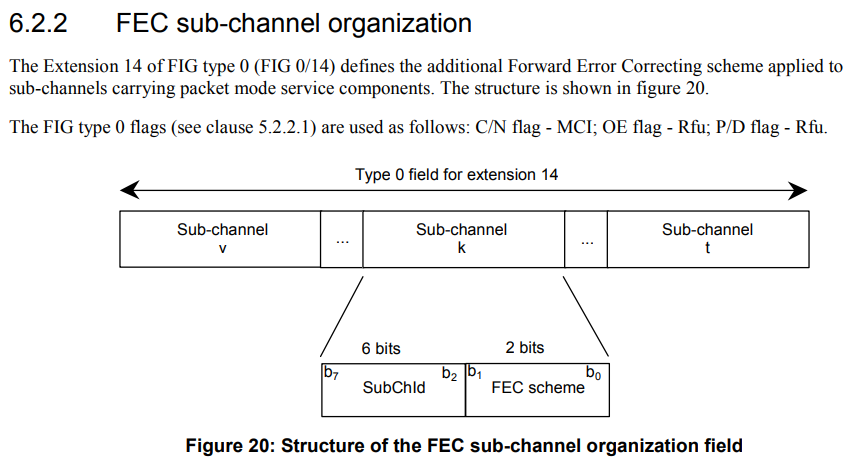 6.2.2 FEC sub-channel organization
The Extension 14 of FIG type 0 (FIG 0/14) defines the additional Forward Error Correcting scheme applied to
sub-channels carrying packet mode service components. The structure is shown in figure 20.
The FIG type 0 flags (see clause 5.2.2.1) are used as follows: C/N flag - MCI; OE flag - Rfu; P/D flag - Rfu.
Type 0 field for extension 14
Sub-channel
v
...
Sub-channel
k
...
Sub-channel
t
6 bits
2 bits
b7 b2 b1 b0
SubChId FEC scheme
Figure 20: Structure of the FEC sub-channel organization field